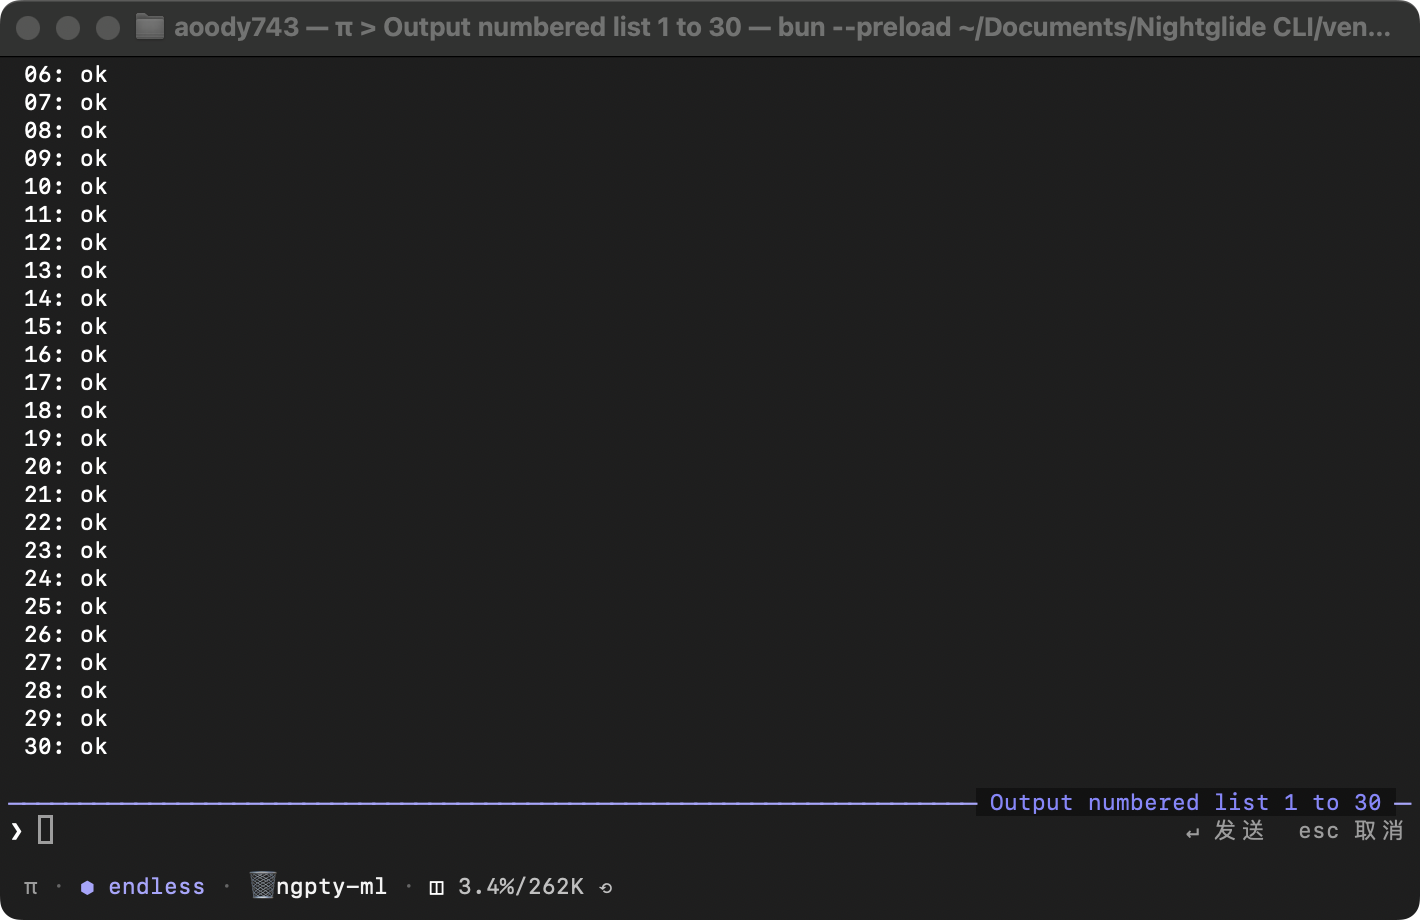 aoody743 — π > Output numbered list 1 to 30 — bun --preload ~/Documents/Nightglide CLI/ven...
06: ok
07: ok
08: ok
09: ok
10: ok
11: ok
12: ok
13: ok
14: ok
15: ok
16: ok
17: ok
18: ok
19: ok
20: ok
21: ok
22: ok
23: ok
24: ok
25: ok
26: ok
27: ok
28: ok
29: ok
30: ok
Output numbered list 1 to 30
❯ ↵ 发送 esc 取消
π · ⬢ endless · 🗑️ngpty-ml · ◫ 3.4%/262K ⟲